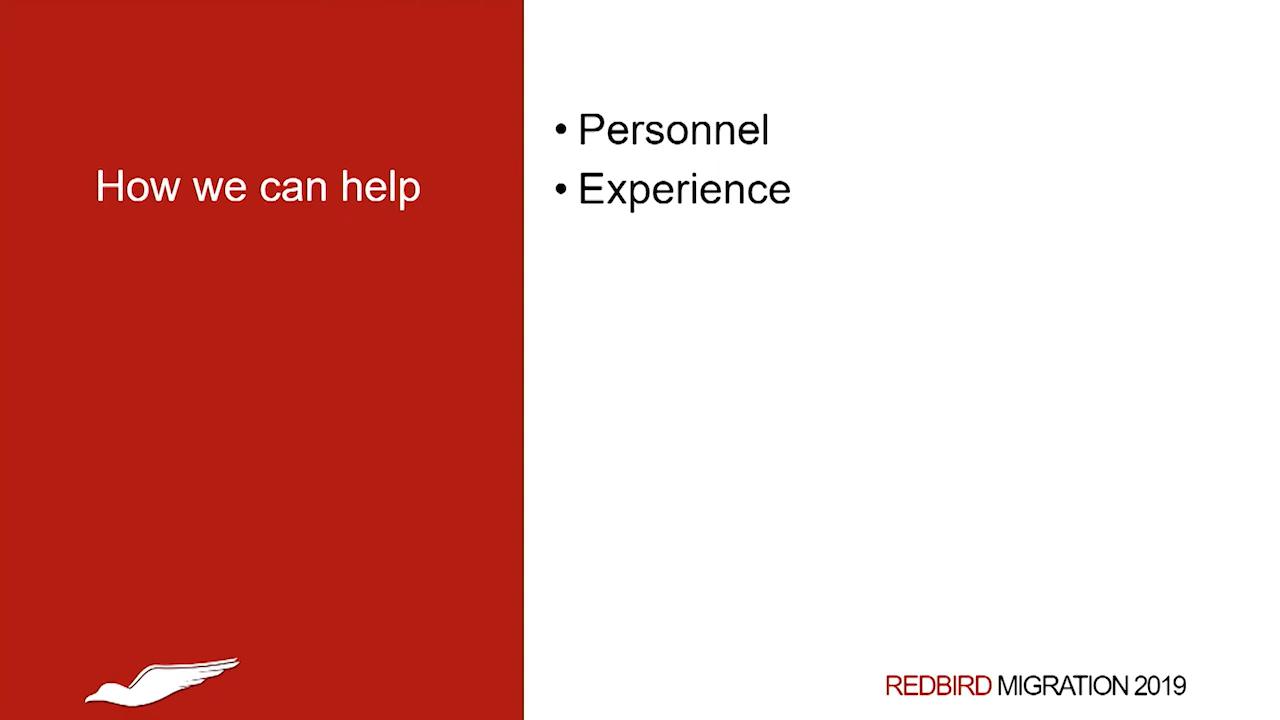 How we can help
• Personnel
• Experience
REDBIRD MIGRATION 2019